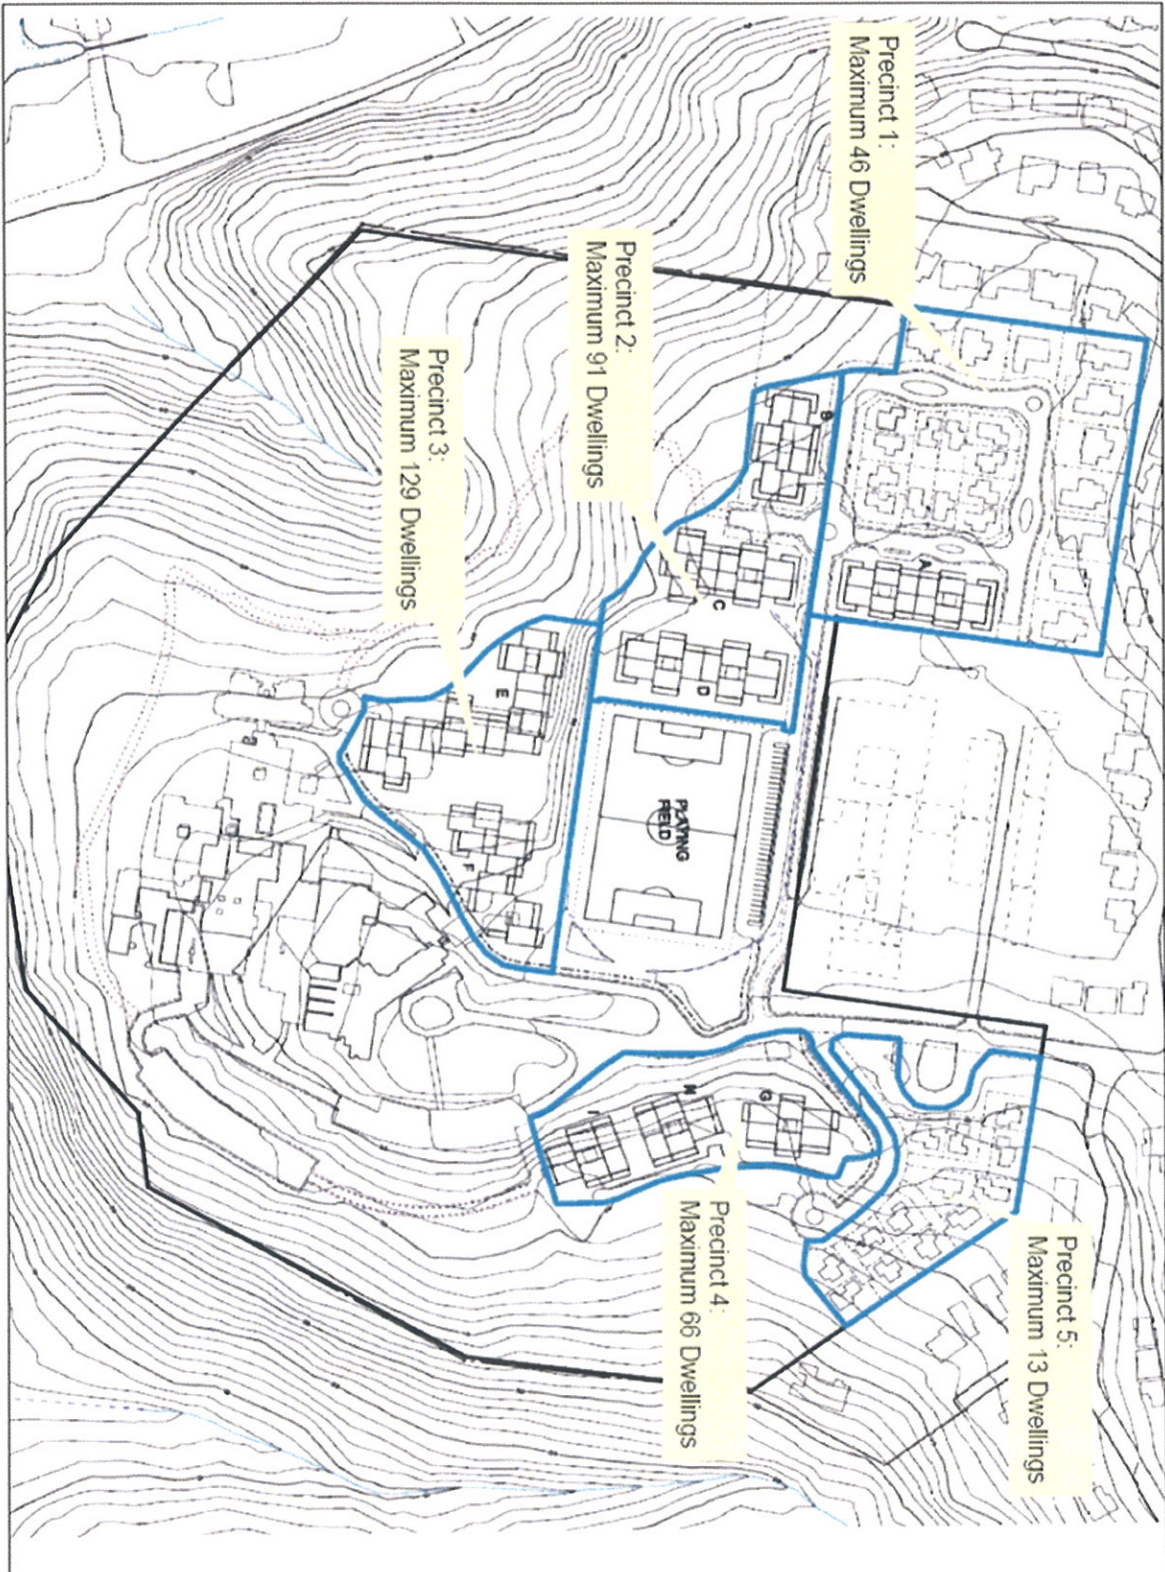 Precinct 1:
Maximum 46 Dwellings
Precinct 2:
Maximum 91 Dwellings
Precinct 3:
Maximum 129 Dwellings
Precinct 4:
Maximum 66 Dwellings
Precinct 5:
Maximum 13 Dwellings
A
B
C
D
E
F
G
H
I
PLAYING
FIELD